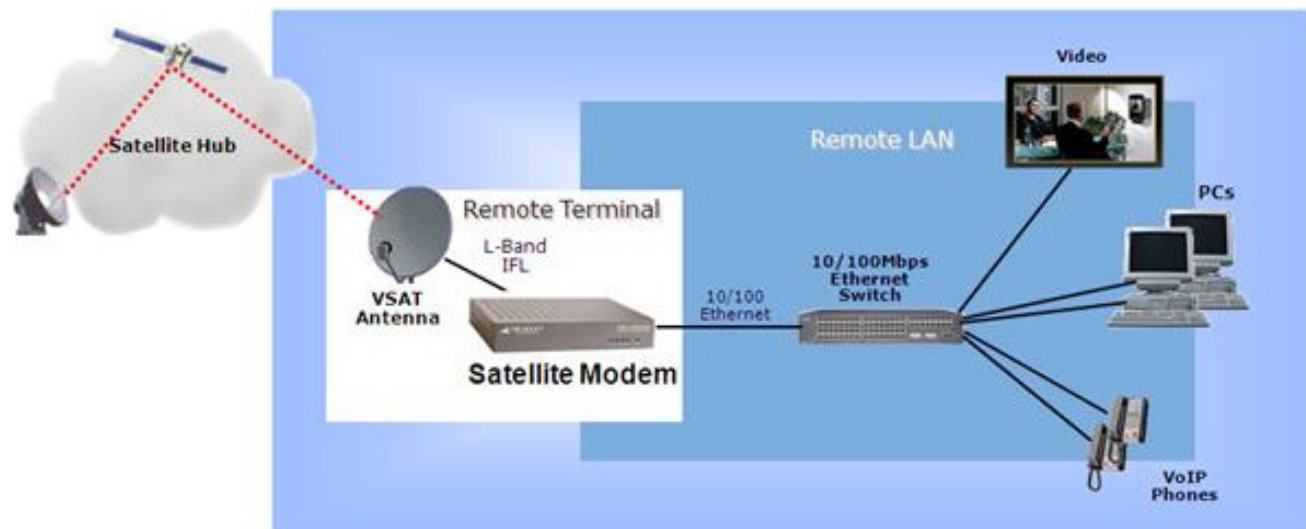 Satellite Hub
Video
Remote LAN
PCs
Remote Terminal
L-Band
IFL
VSAT
Antenna
10/100
Ethernet
10/100Mbps
Ethernet
Switch
Satellite Modem
VoIP
Phones